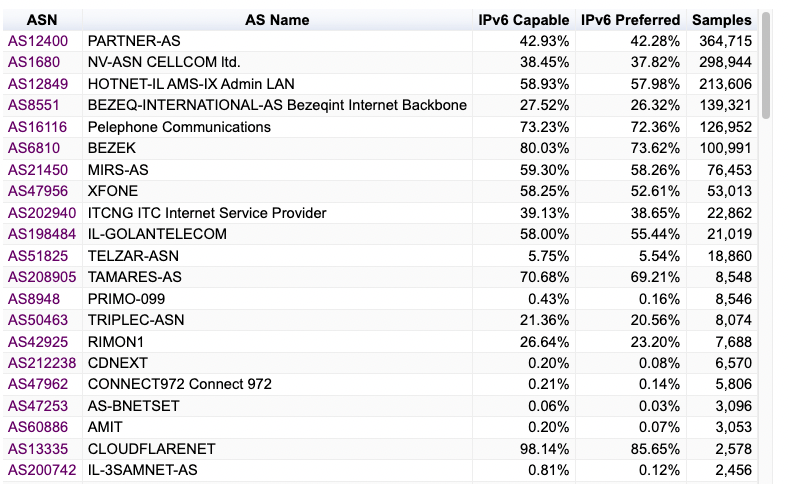 ASN AS Name IPv6 Capable IPv6 Preferred Samples
AS12400 PARTNER-AS 42.93% 42.28% 364,715
AS1680 NV-ASN CELLCOM ltd. 38.45% 37.82% 298,944
AS12849 HOTNET-IL AMS-IX Admin LAN 58.93% 57.98% 213,606
AS8551 BEZEQ-INTERNATIONAL-AS Bezeqint Internet Backbone 27.52% 26.32% 139,321
AS16116 Pelephone Communications 73.23% 72.36% 126,952
AS6810 BEZEK 80.03% 73.62% 100,991
AS21450 MIRS-AS 59.30% 58.26% 76,453
AS47956 XFONE 58.25% 52.61% 53,013
AS202940 ITCNG ITC Internet Service Provider 39.13% 38.65% 22,862
AS198484 IL-GOLANTELECOM 58.00% 55.44% 21,019
AS51825 TELZAR-ASN 5.75% 5.54% 18,860
AS208905 TAMARES-AS 70.68% 69.21% 8,548
AS8948 PRIMO-099 0.43% 0.16% 8,546
AS50463 TRIPLEC-ASN 21.36% 20.56% 8,074
AS42925 RIMON1 26.64% 23.20% 7,688
AS212238 CDNEXT 0.20% 0.08% 6,570
AS47962 CONNECT972 Connect 972 0.21% 0.14% 5,806
AS47253 AS-BNETSET 0.06% 0.03% 3,096
AS60886 AMIT 0.20% 0.07% 3,053
AS13335 CLOUDFLARENET 98.14% 85.65% 2,578
AS200742 IL-3SAMNET-AS 0.81% 0.12% 2,456